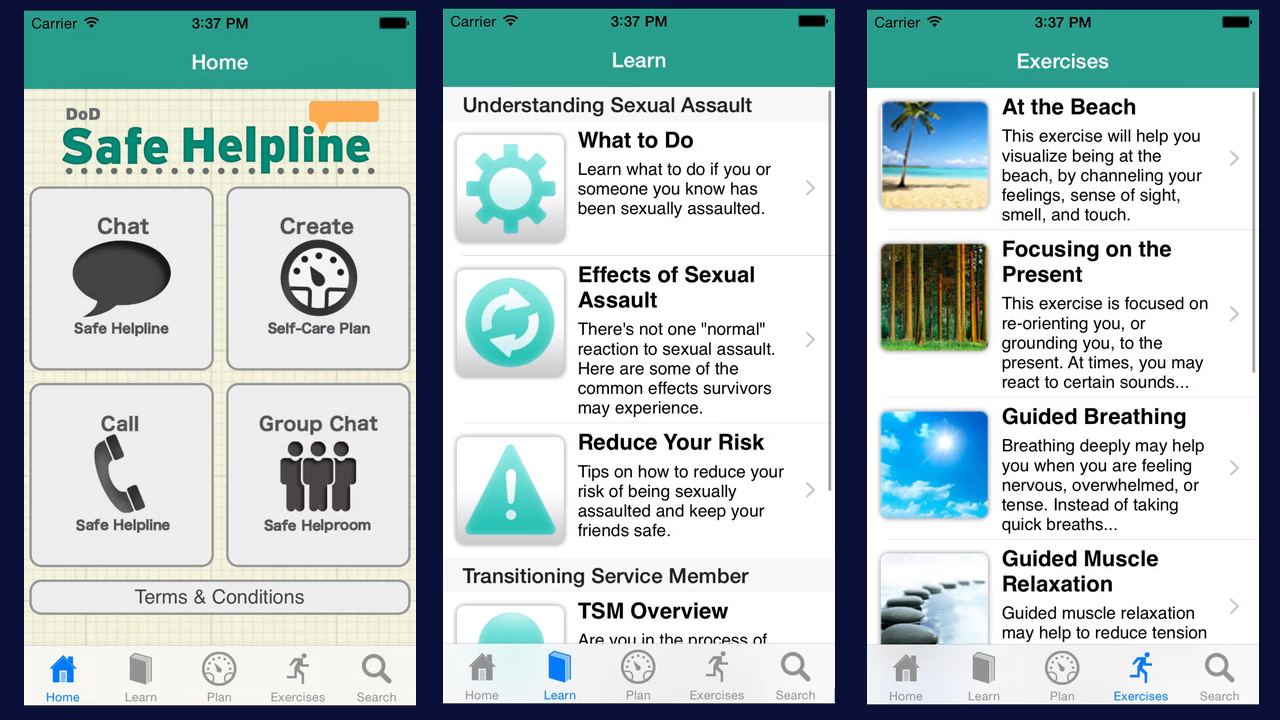 Carrier 3:37 PM
Home
DoD
Safe Helpline
Chat
Safe Helpline
Create
Self-Care Plan
Call
Safe Helpline
Group Chat
Safe Helproom
Terms & Conditions
Home Learn Plan Exercises Search
Carrier 3:37 PM
Learn
Understanding Sexual Assault
What to Do
Learn what to do if you or
someone you know has
been sexually assaulted.
Effects of Sexual
Assault
There's not one "normal"
reaction to sexual assault.
Here are some of the
common effects survivors
may experience.
Reduce Your Risk
Tips on how to reduce your
risk of being sexually
assaulted and keep your
friends safe.
Transitioning Service Member
TSM Overview
Are you in the process of
Home Learn Plan Exercises Search
Carrier 3:37 PM
Exercises
At the Beach
This exercise will help you
visualize being at the
beach, by channeling your
feelings, sense of sight,
smell, and touch.
Focusing on the
Present
This exercise is focused on
re-orienting you, or
grounding you, to the
present. At times, you may
react to certain sounds...
Guided Breathing
Breathing deeply may help
you when you are feeling
nervous, overwhelmed, or
tense. Instead of taking
quick breaths...
Guided Muscle
Relaxation
Guided muscle relaxation
may help to reduce tension
Home Learn Plan Exercises Search